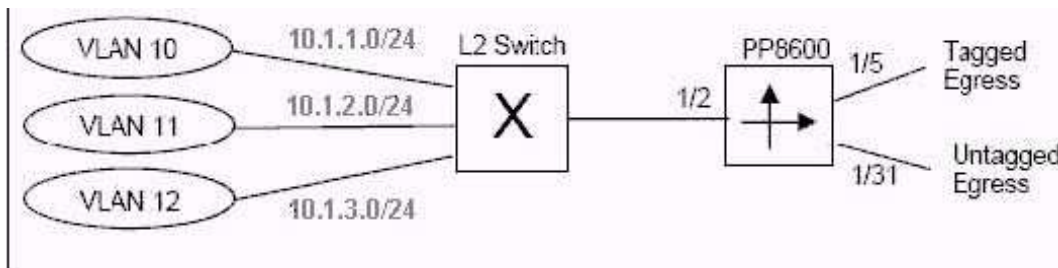 VLAN 10
10.1.1.0/24
L2 Switch
PP8600
1/5
Tagged
Egress
VLAN 11
10.1.2.0/24
X
1/2
Untagged
Egress
1/31
VLAN 12
10.1.3.0/24